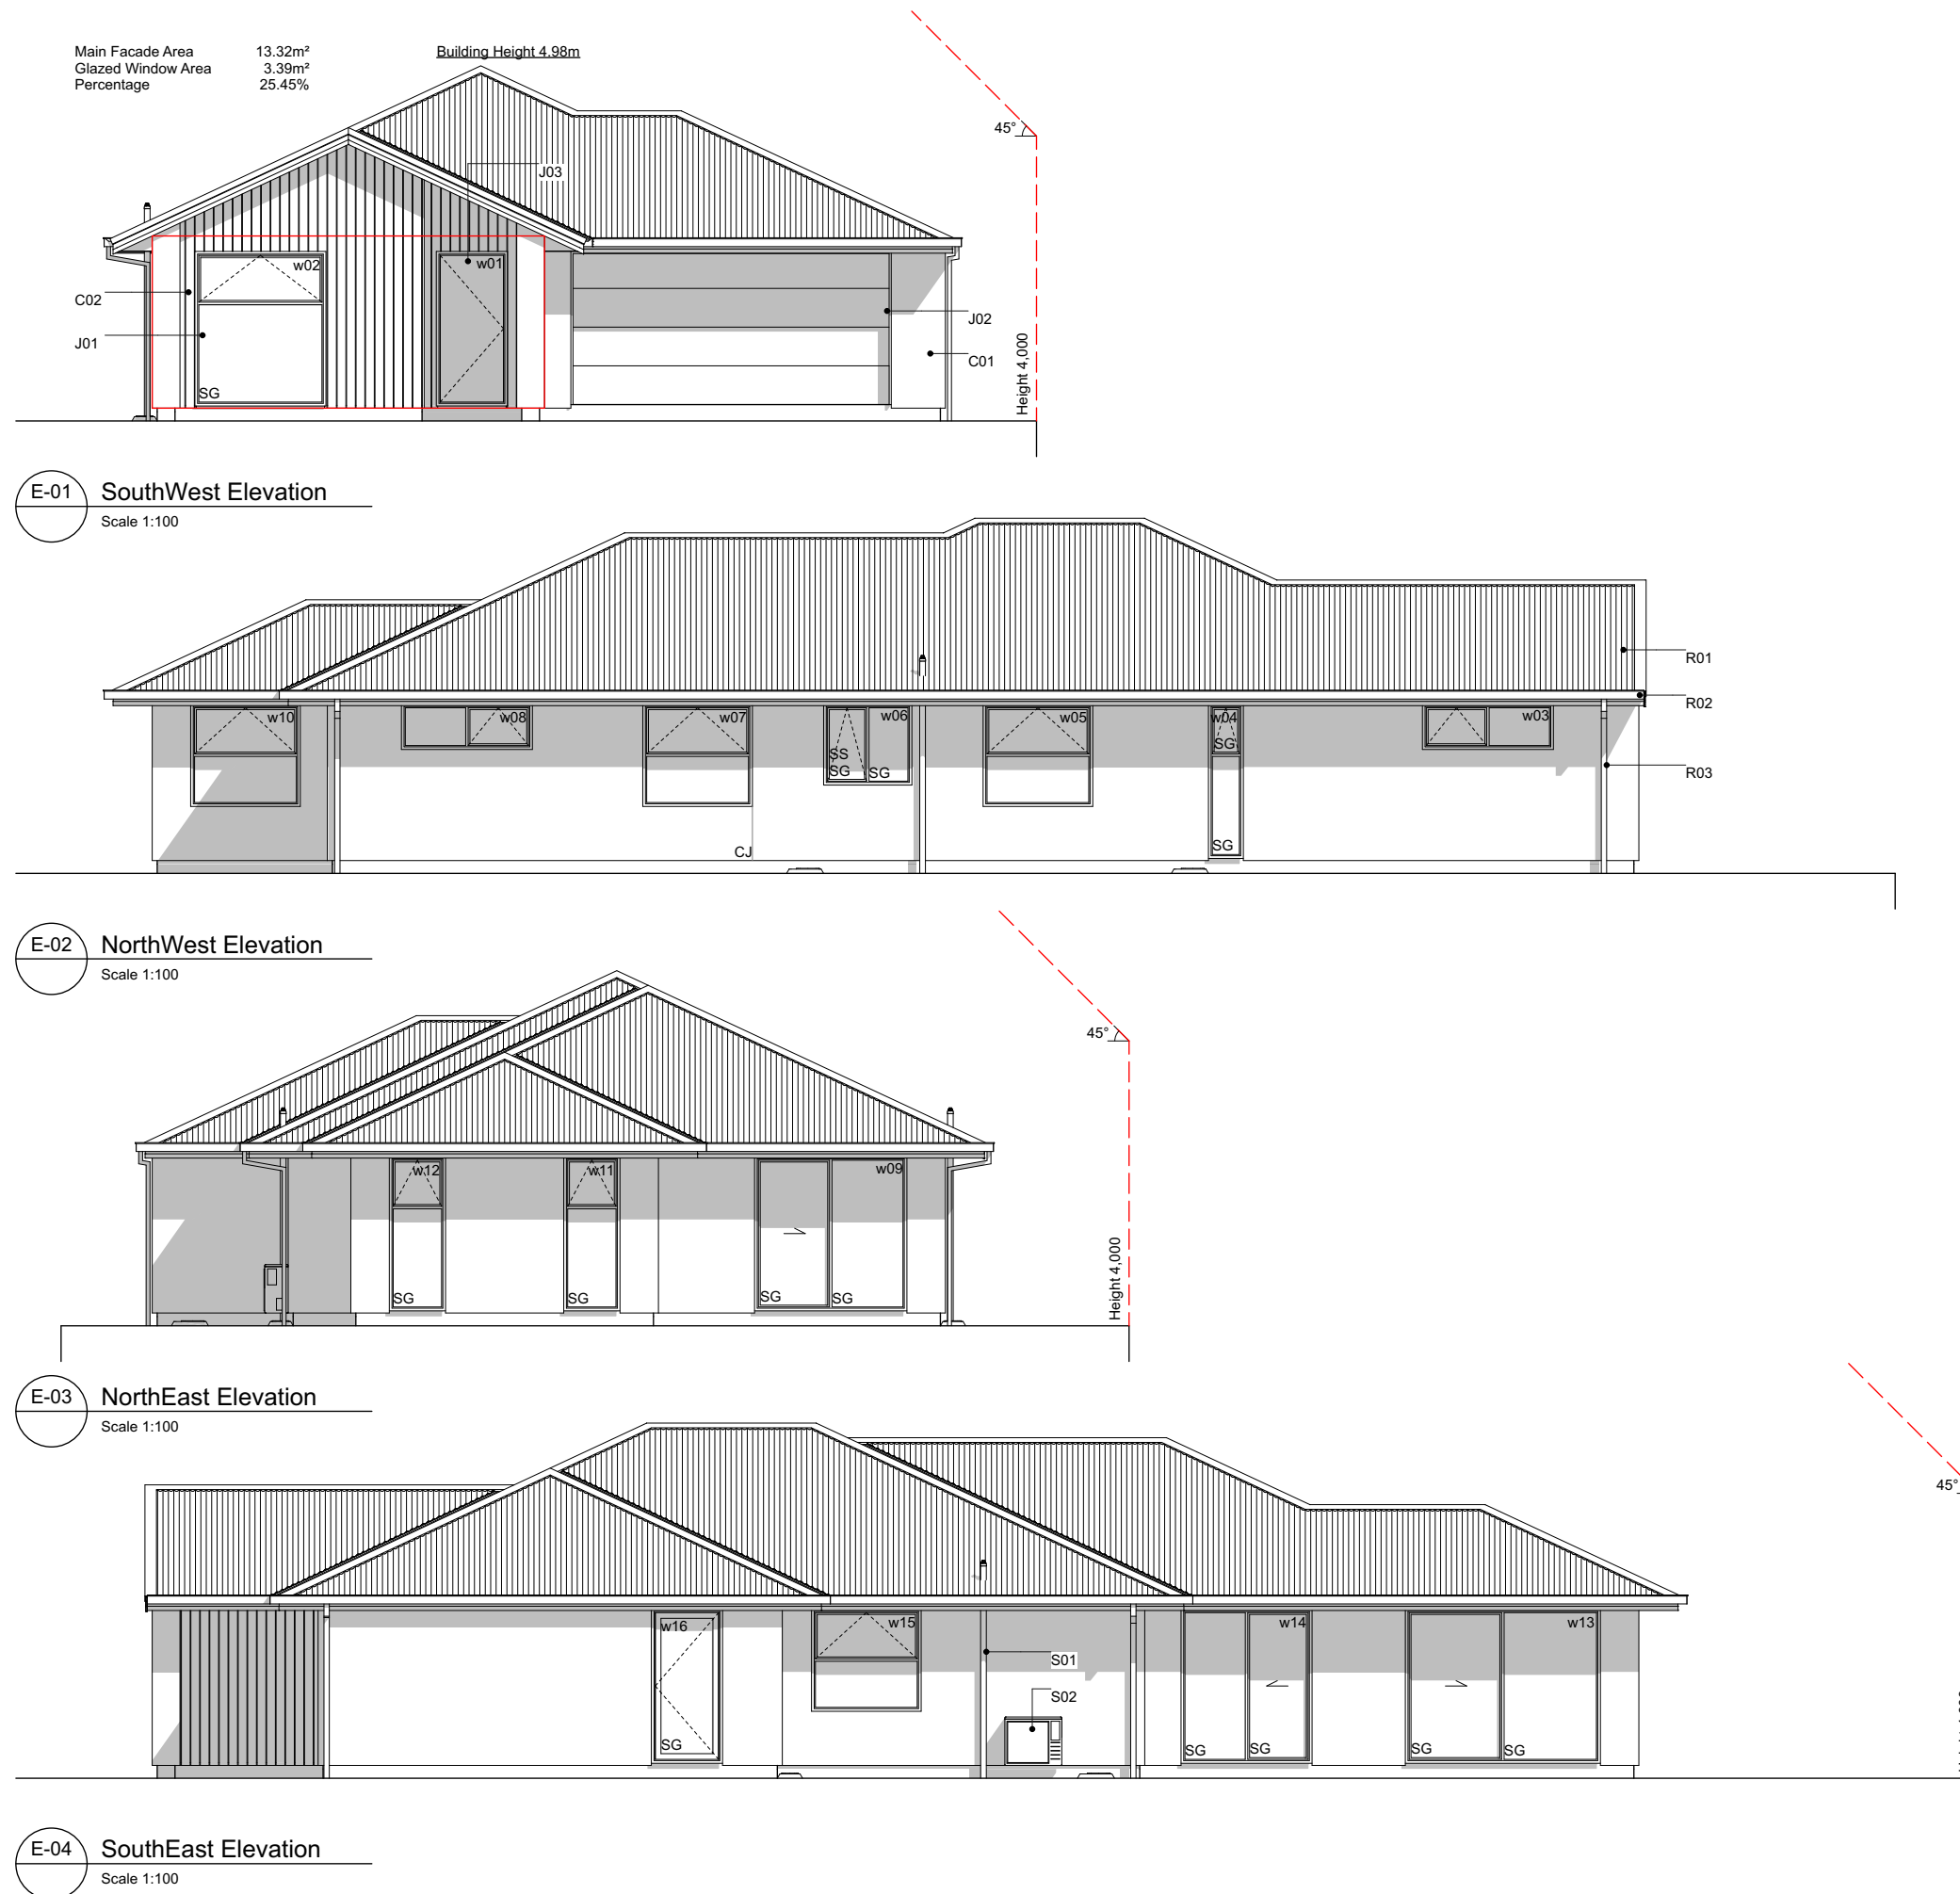 Main Facade Area 13.32m²
Glazed Window Area 3.39m²
Percentage 25.45%
Building Height 4.98m
45°
J03
w02
w01
C02
J01
J02
C01
SG
Height 4,000
E-01 SouthWest Elevation
Scale 1:100
R01
R02
R03
w10
w08
w07
w06
w05
w04
w03
SS
SG
SG
SG
SG
CJ
E-02 NorthWest Elevation
Scale 1:100
45°
w12
w11
w09
SG
SG
SG
SG
Height 4,000
E-03 NorthEast Elevation
Scale 1:100
45°
w16
w15
w14
w13
S01
S02
SG
SG
SG
SG
SG
E-04 SouthEast Elevation
Scale 1:100